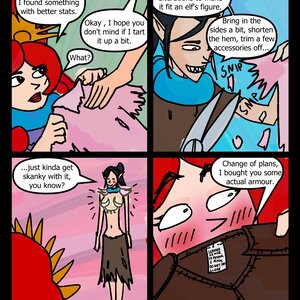 I found something
with better stats.
Okay , I hope you
don't mind if I tart
it up a bit.
What?
it fit an elf's figure.
Bring in the
sides a bit, shorten
the hem, trim a few
accessories off...
SNIP
SNIP
...just kinda get
skanky with it,
you know?
Change of plans,
I bought you some
actual armour.